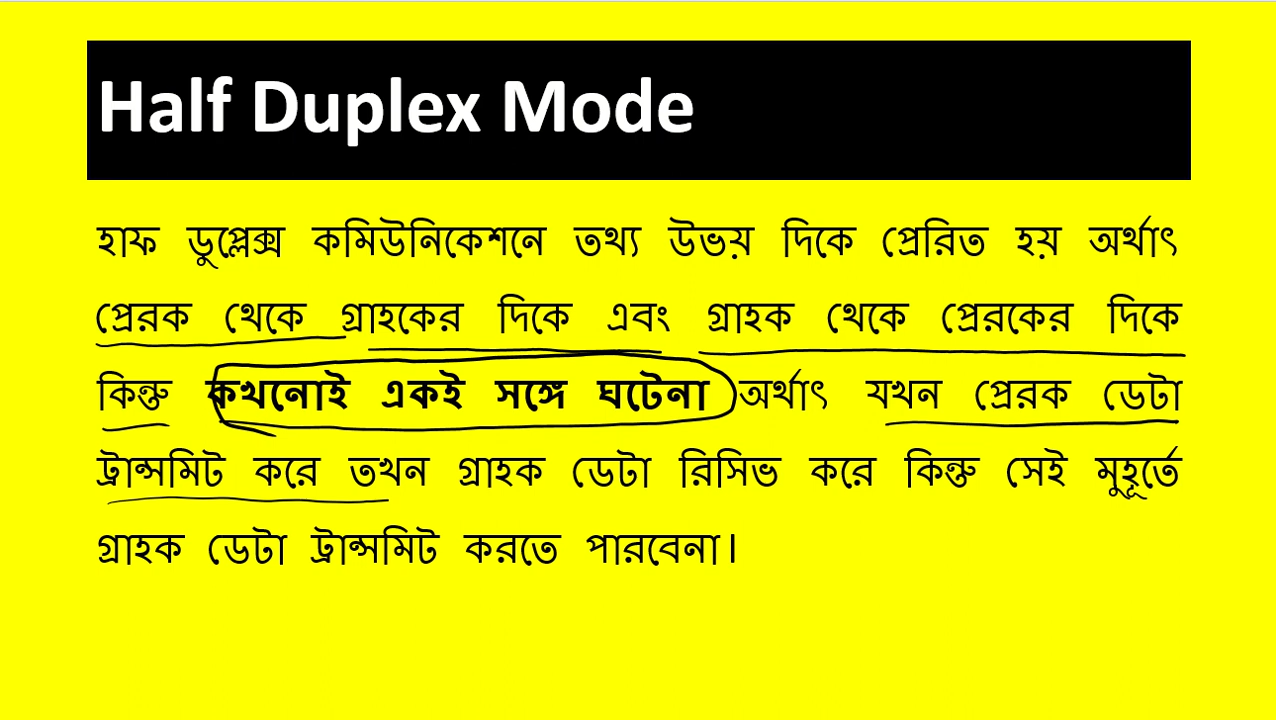 Half Duplex Mode
হাফ ডুপ্লেক্স কমিউনিকেশনে তথ্য উভয় দিকে প্রেরিত হয় অর্থাৎ
প্রেরক থেকে গ্রাহকের দিকে এবং গ্রাহক থেকে প্রেরকের দিকে
কিন্তু কখনোই একই সঙ্গে ঘটেনা অর্থাৎ যখন প্রেরক ডেটা
ট্রান্সমিট করে তখন গ্রাহক ডেটা রিসিভ করে কিন্তু সেই মুহূর্তে
গ্রাহক ডেটা ট্রান্সমিট করতে পারবেনা।